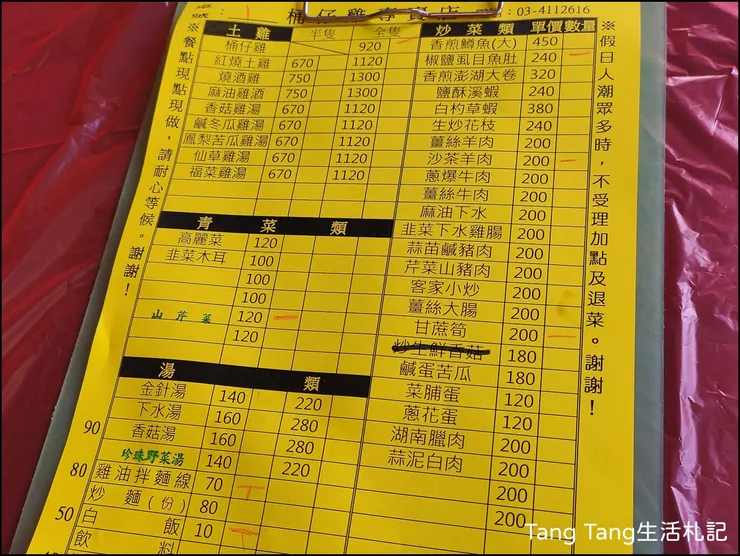 桶仔雞專賣店 03-4112616
土雞 半隻 全隻
桶仔雞 920
紅燒土雞 670 1120
燒酒雞 750 1300
麻油雞酒 750 1300
香菇雞湯 670 1120
鹹冬瓜雞湯 670 1120
鳳梨苦瓜雞湯 670 1120
仙草雞湯 670 1120
福菜雞湯 670 1120
青菜類
高麗菜 120
韭菜木耳 100
100
100
山芹菜 120
120
湯類
金針湯 140 220
下水湯 160 280
90 香菇湯 160 280
珍珠野菜湯 140 220
80 雞油拌麵線 70
炒麵(份) 80
50 白飯 10
飲料
炒菜類 單價 數量
香煎鱒魚(大) 450
椒鹽虱目魚肚 240
香煎澎湖大卷 320
鹽酥溪蝦 240
白杓草蝦 380
生炒花枝 240
薑絲羊肉 200
沙茶羊肉 200
蔥爆牛肉 200
薑絲牛肉 200
麻油下水 200
韭菜下水雞腸 200
蒜苗鹹豬肉 200
芹菜山豬肉 200
客家小炒 200
薑絲大腸 200
甘蔗筍 200
炒生鮮香菇 180
鹹蛋苦瓜 180
菜脯蛋 120
蔥花蛋 120
湖南臘肉 200
蒜泥白肉 200
200
200
※餐點現點現做,請耐心等候。謝謝!
※假日人潮眾多時,不受理加點及退菜。謝謝!
Tang Tang生活札記